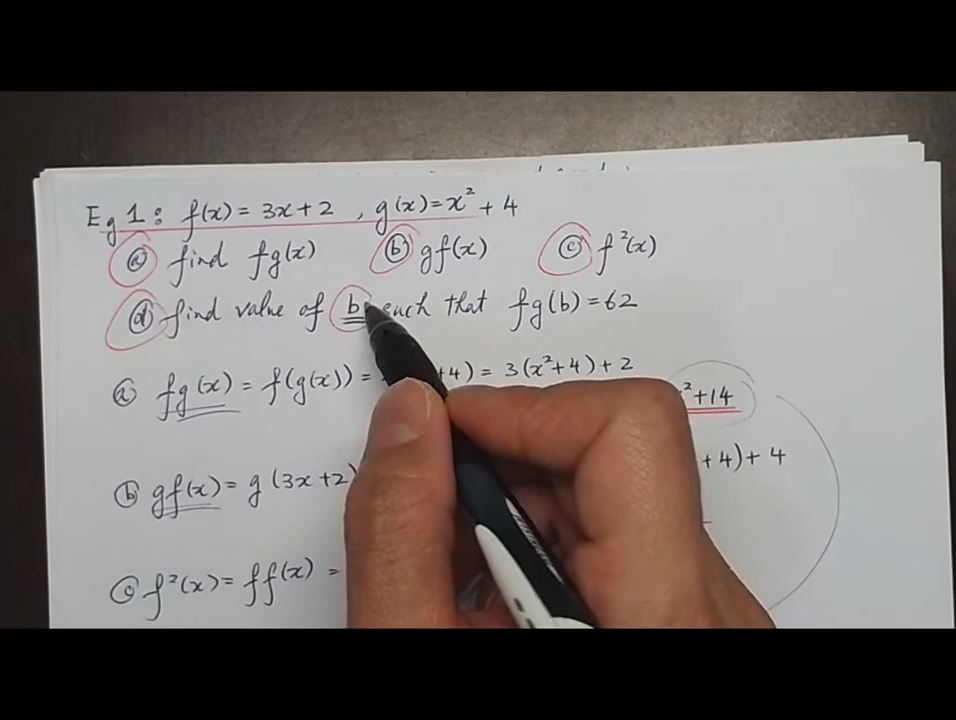 Eg 1: f(x) = 3x + 2 , g(x) = x² + 4
ⓐ find fg(x) ⓑ gf(x) ⓒ f²(x)
ⓓ find value of b such that fg(b) = 62
ⓐ fg(x) = f(g(x)) = +4) = 3(x²+4) + 2
²+14
ⓑ gf(x) = g(3x+2) +4) + 4
ⓒ f²(x) = ff(x) =